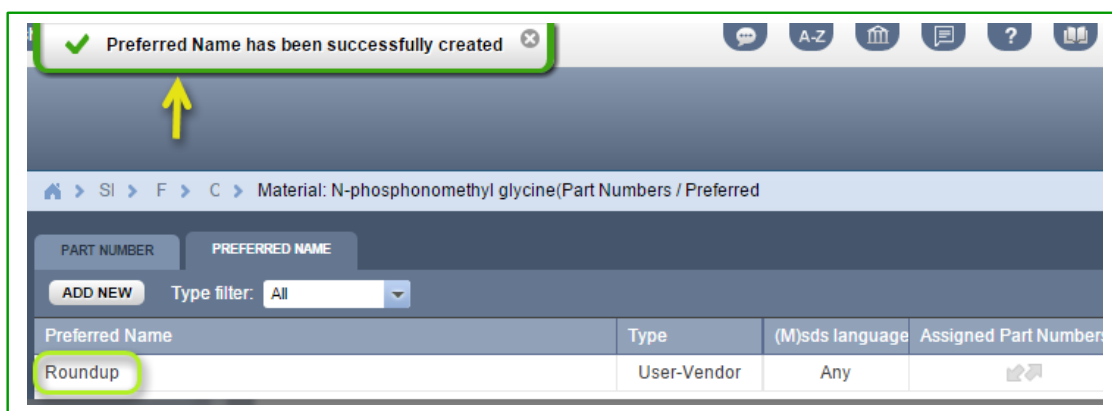 Preferred Name has been successfully created
A-Z
?
SI > F > C > Material: N-phosphonomethyl glycine(Part Numbers / Preferred
PART NUMBER PREFERRED NAME
ADD NEW Type filter: All
Preferred Name Type (M)sds language Assigned Part Numbers
Roundup User-Vendor Any